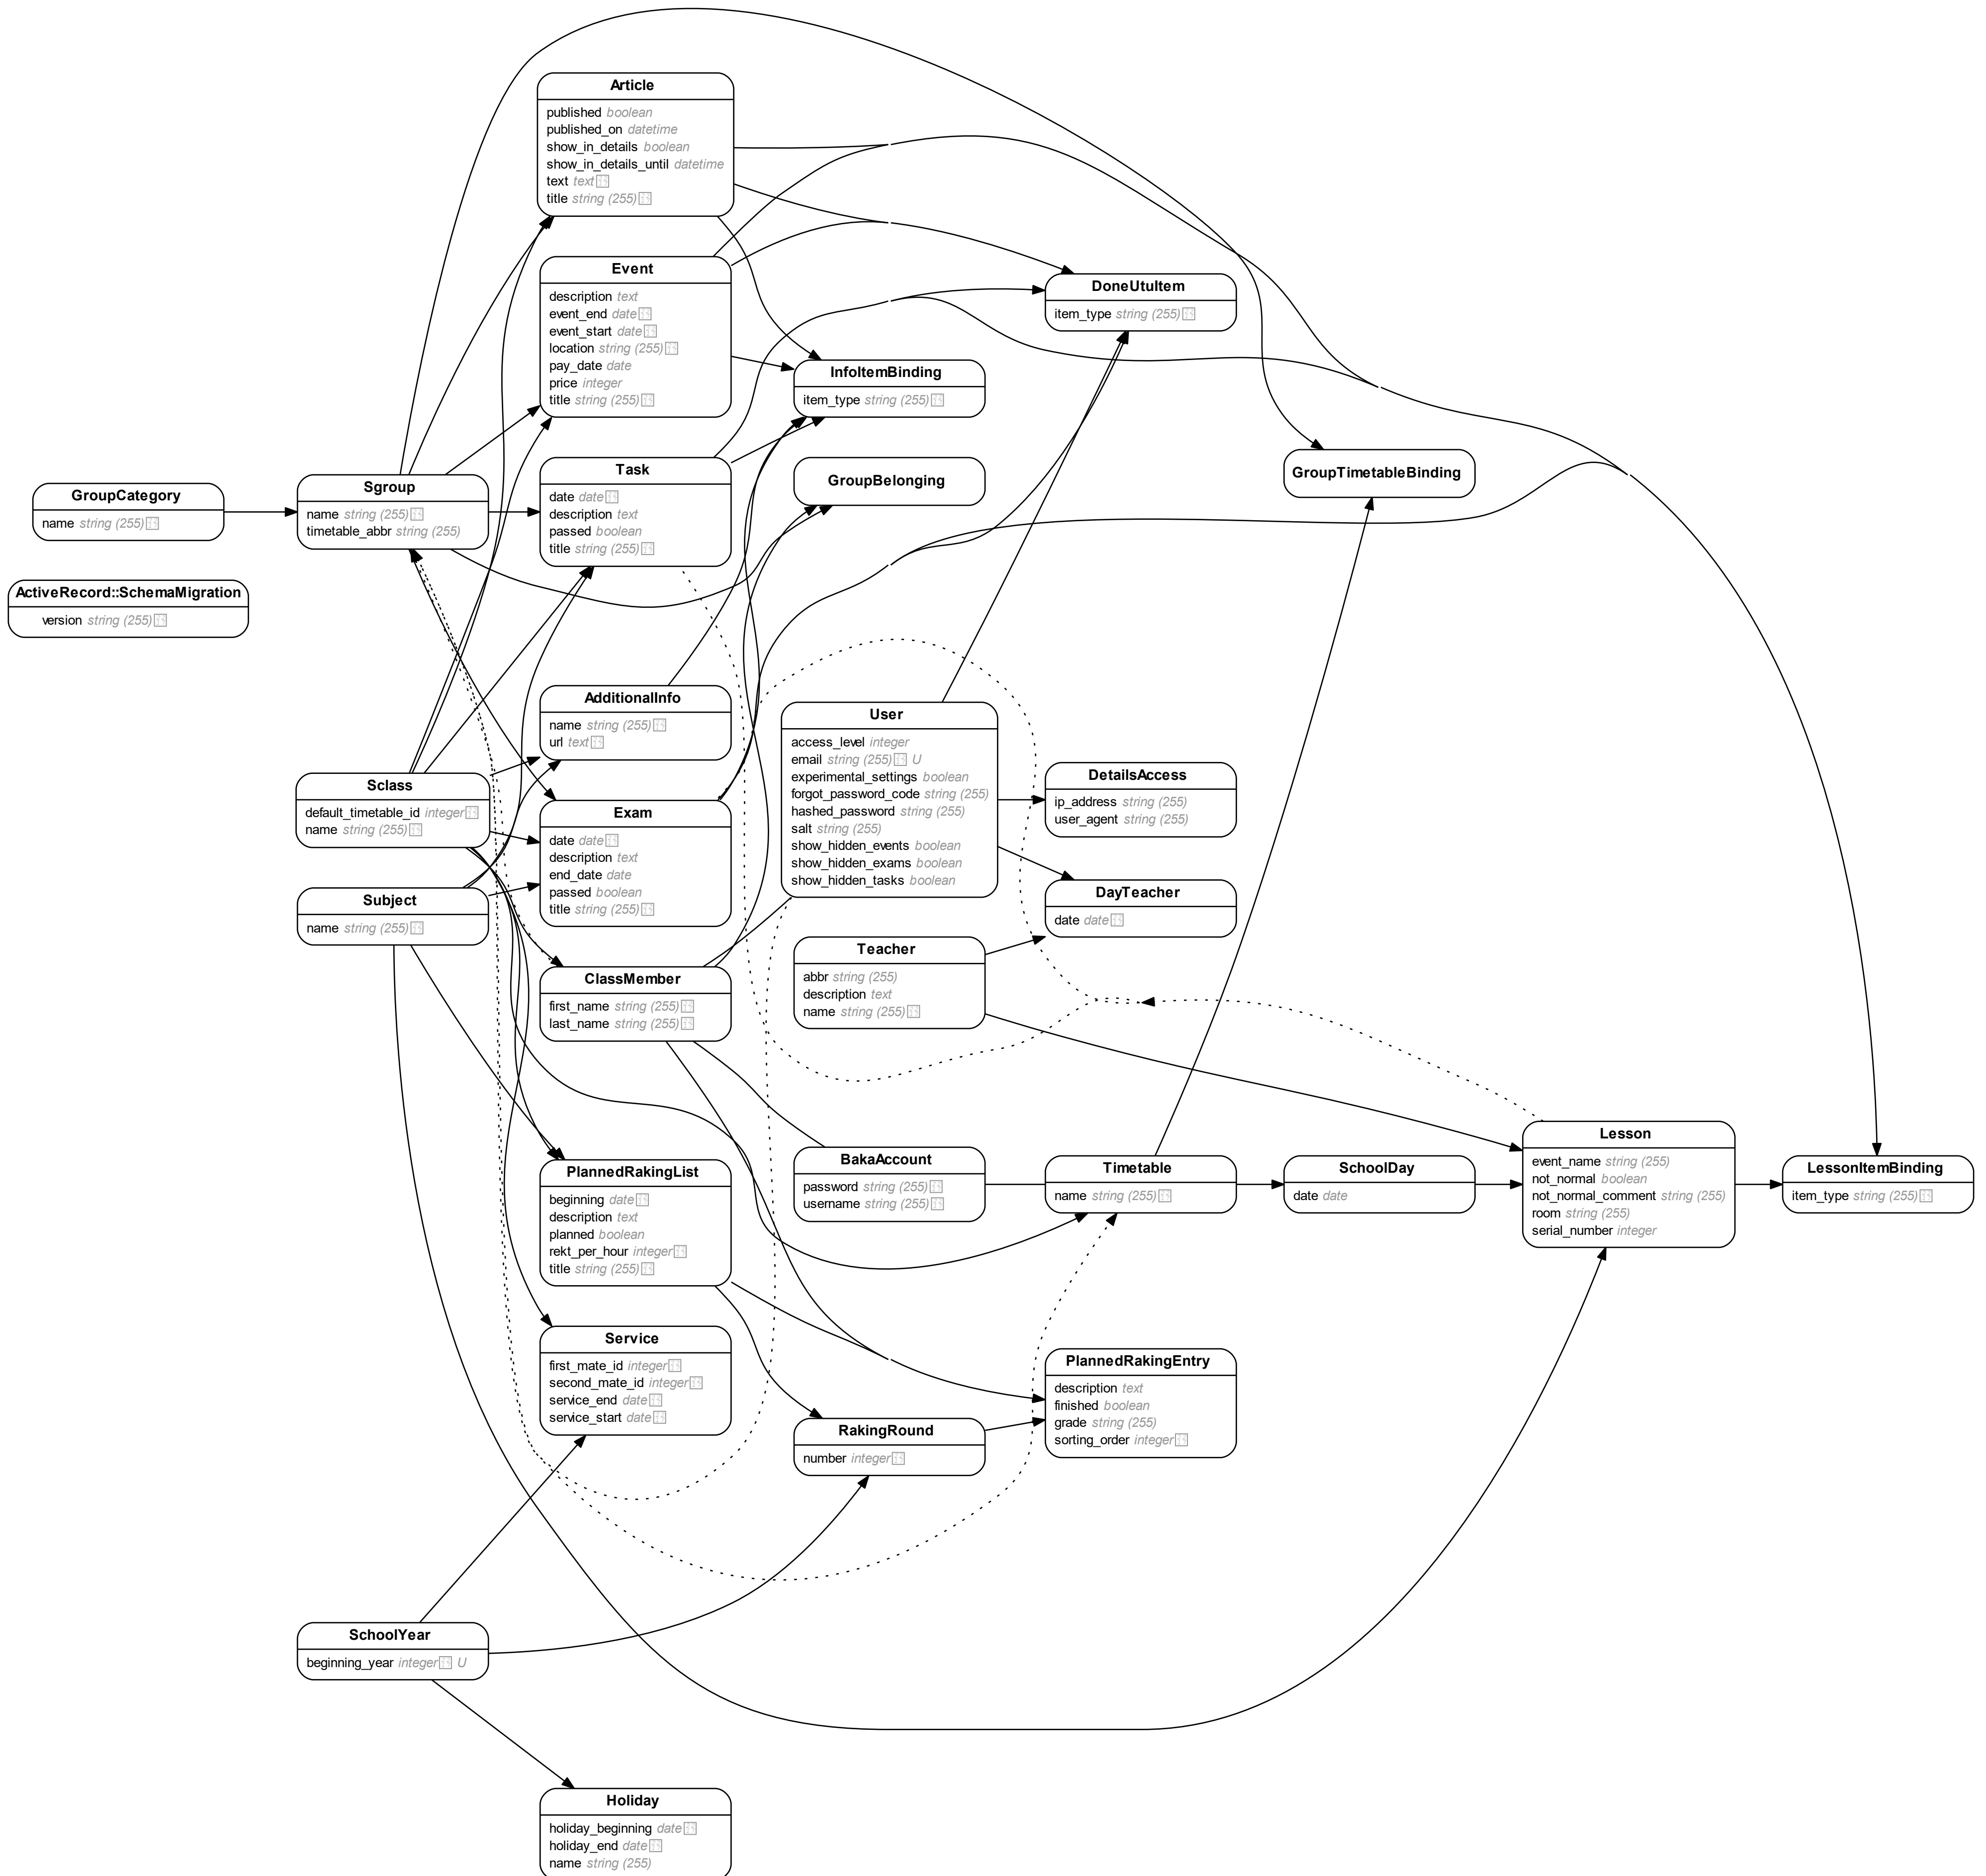 Article
published boolean
published_on datetime
show_in_details boolean
show_in_details_until datetime
text text
title string (255)
Event
description text
event_end date
event_start date
location string (255)
pay_date date
price integer
title string (255)
DoneUtuItem
item_type string (255)
InfoItemBinding
item_type string (255)
GroupTimetableBinding
GroupCategory
name string (255)
Sgroup
name string (255)
timetable_abbr string (255)
Task
date date
description text
passed boolean
title string (255)
GroupBelonging
ActiveRecord::SchemaMigration
version string (255)
AdditionalInfo
name string (255)
url text
User
access_level integer
email string (255) U
experimental_settings boolean
forgot_password_code string (255)
hashed_password string (255)
salt string (255)
show_hidden_events boolean
show_hidden_exams boolean
show_hidden_tasks boolean
DetailsAccess
ip_address string (255)
user_agent string (255)
Sclass
default_timetable_id integer
name string (255)
Exam
date date
description text
end_date date
passed boolean
title string (255)
DayTeacher
date date
Subject
name string (255)
Teacher
abbr string (255)
description text
name string (255)
ClassMember
first_name string (255)
last_name string (255)
Lesson
event_name string (255)
not_normal boolean
not_normal_comment string (255)
room string (255)
serial_number integer
BakaAccount
password string (255)
username string (255)
Timetable
name string (255)
SchoolDay
date date
LessonItemBinding
item_type string (255)
PlannedRakingList
beginning date
description text
planned boolean
rekt_per_hour integer
title string (255)
Service
first_mate_id integer
second_mate_id integer
service_end date
service_start date
PlannedRakingEntry
description text
finished boolean
grade string (255)
sorting_order integer
RakingRound
number integer
SchoolYear
beginning_year integer U
Holiday
holiday_beginning date
holiday_end date
name string (255)